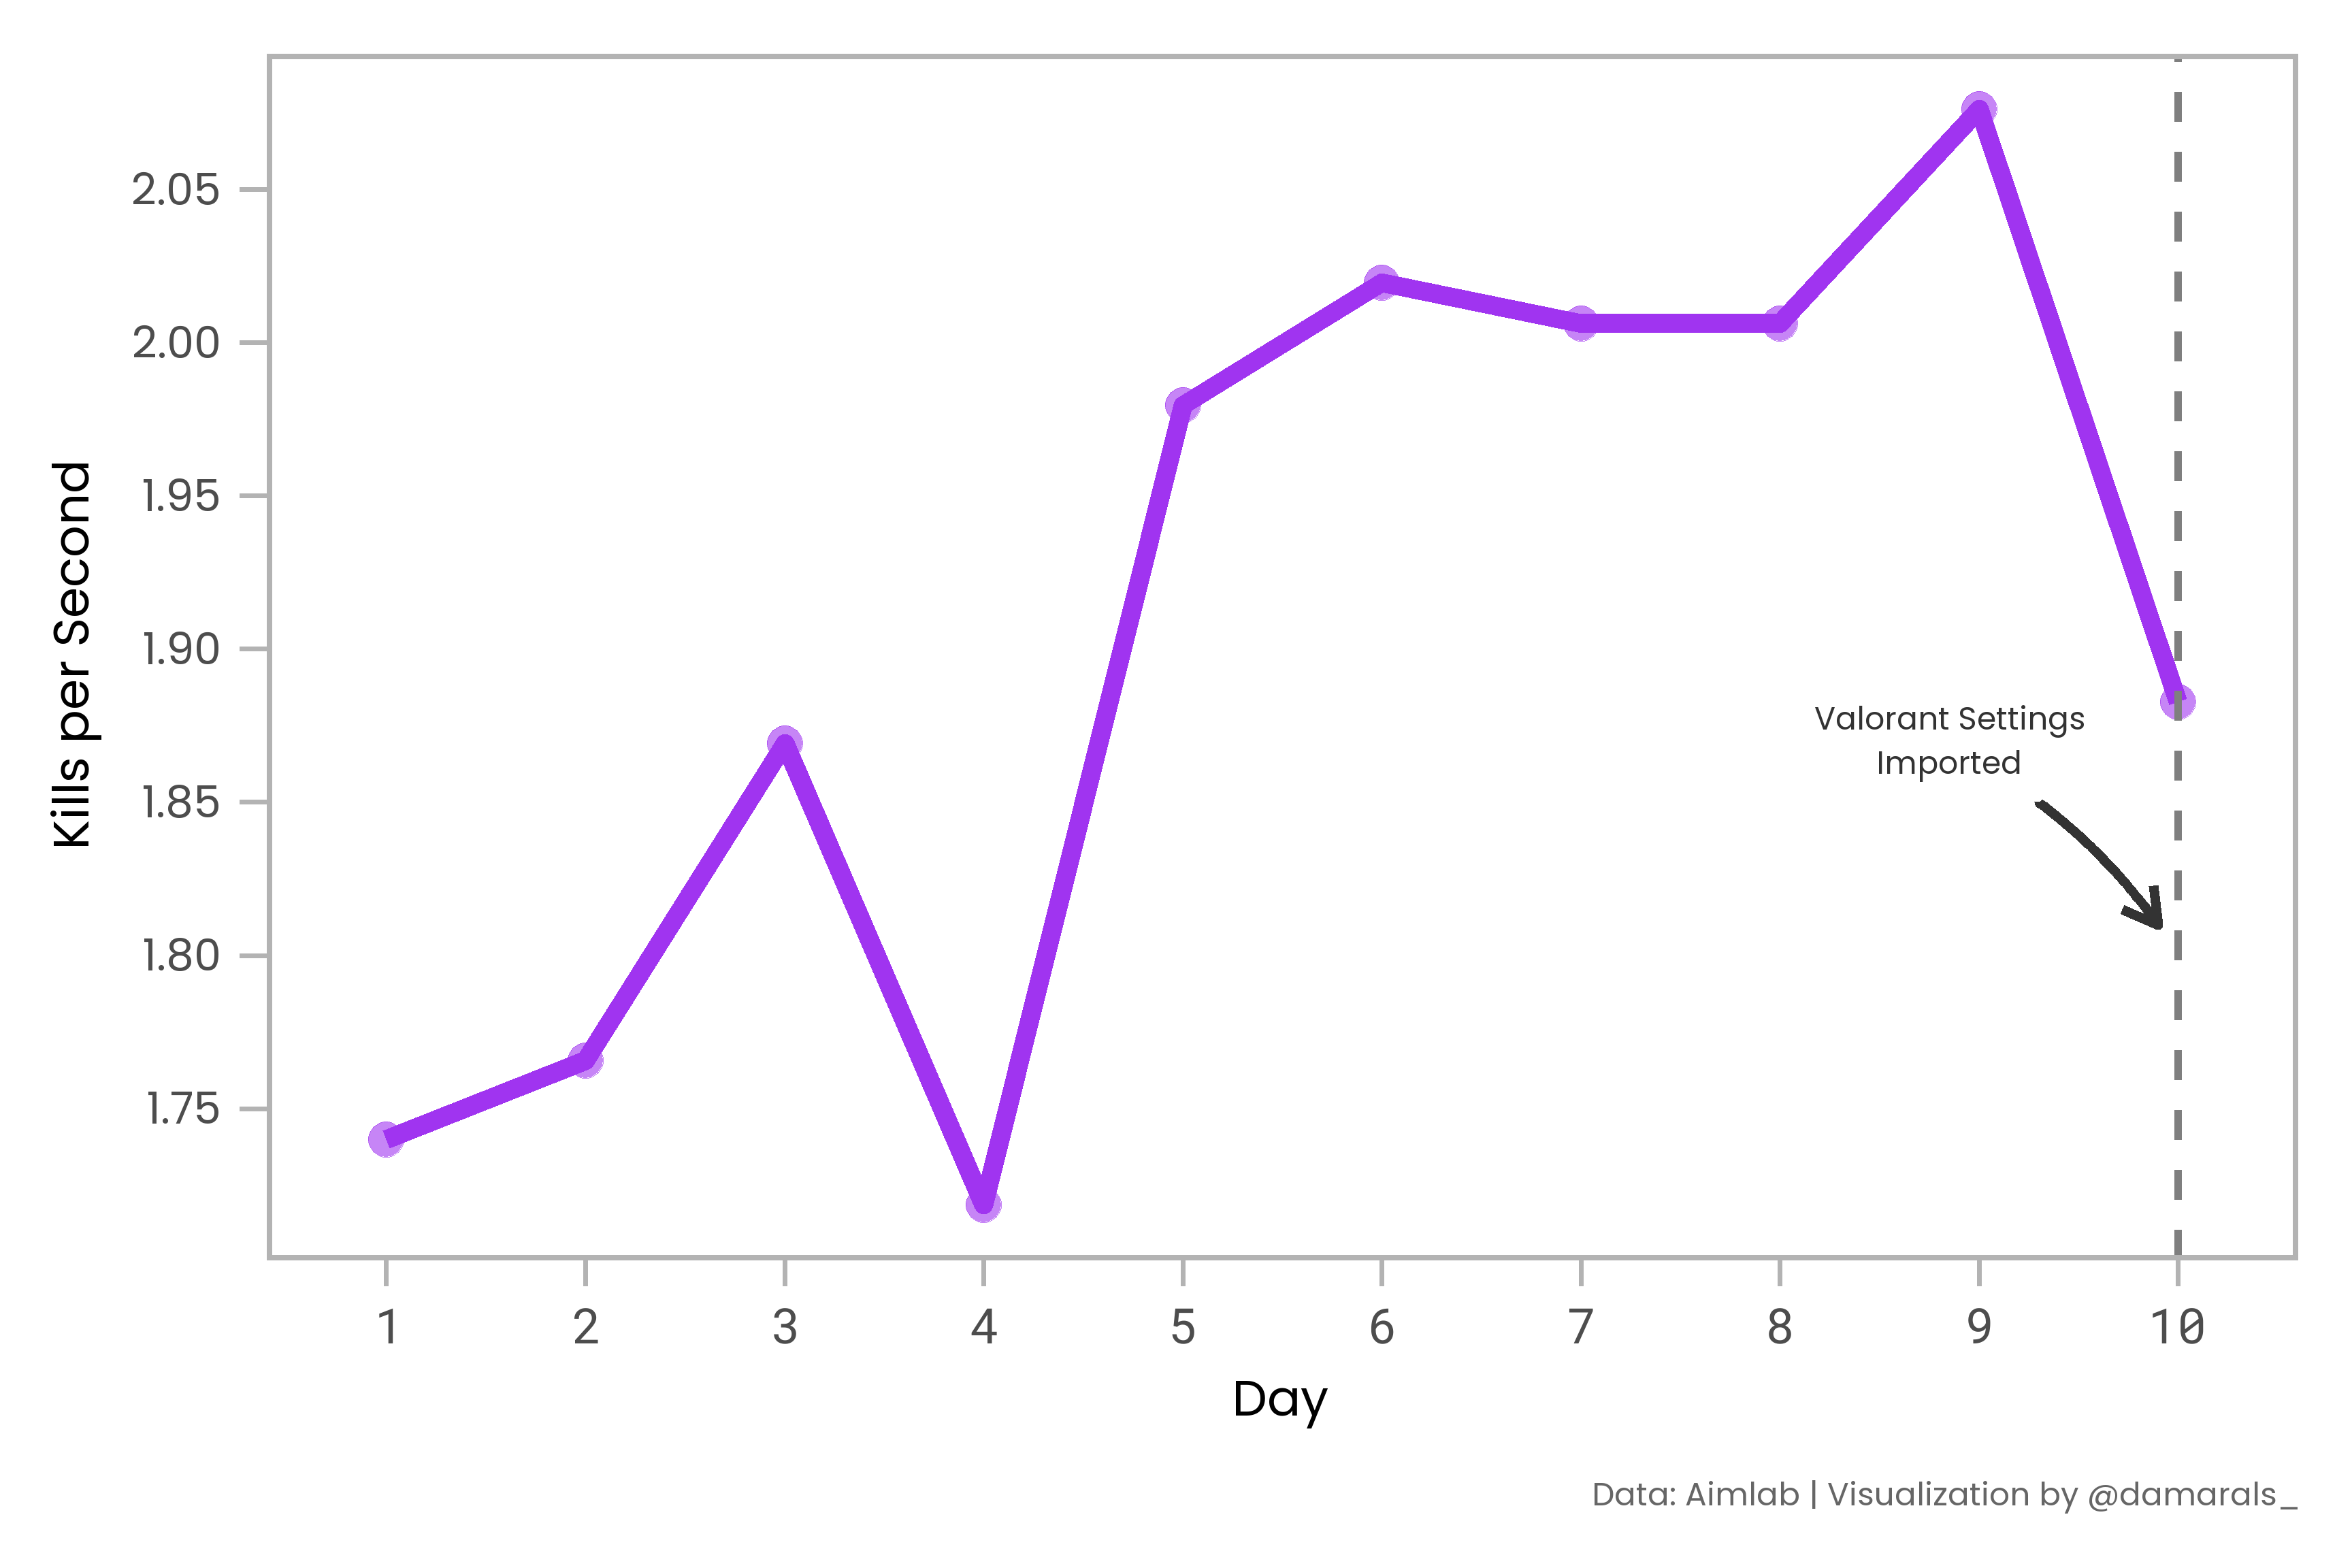 Kills per Second
2.05
2.00
1.95
1.90
1.85
1.80
1.75
Valorant Settings
Imported
1 2 3 4 5 6 7 8 9 10
Day
Data: Aimlab | Visualization by @damarals_